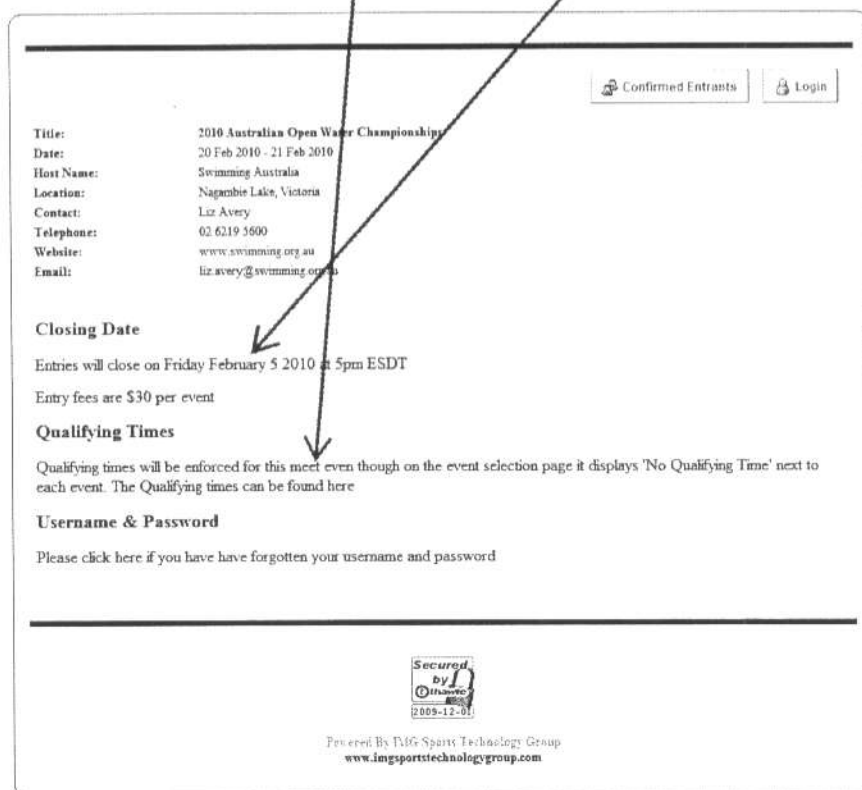 Confirmed Entrants
Login
Title: 2010 Australian Open Water Championships
Date: 20 Feb 2010 - 21 Feb 2010
Host Name: Swimming Australia
Location: Nagambie Lake, Victoria
Contact: Liz Avery
Telephone: 02 6219 5600
Website: www.swimming.org.au
Email: liz.avery@swimming.org.au
Closing Date
Entries will close on Friday February 5 2010 at 5pm ESDT
Entry fees are $30 per event
Qualifying Times
Qualifying times will be enforced for this meet even though on the event selection page it displays 'No Qualifying Time' next to
each event. The Qualifying times can be found here
Username & Password
Please click here if you have have forgotten your username and password
Secured
by
thawte
2009-12-01
Powered By IMG Sports Technology Group
www.imgsportstechnologygroup.com